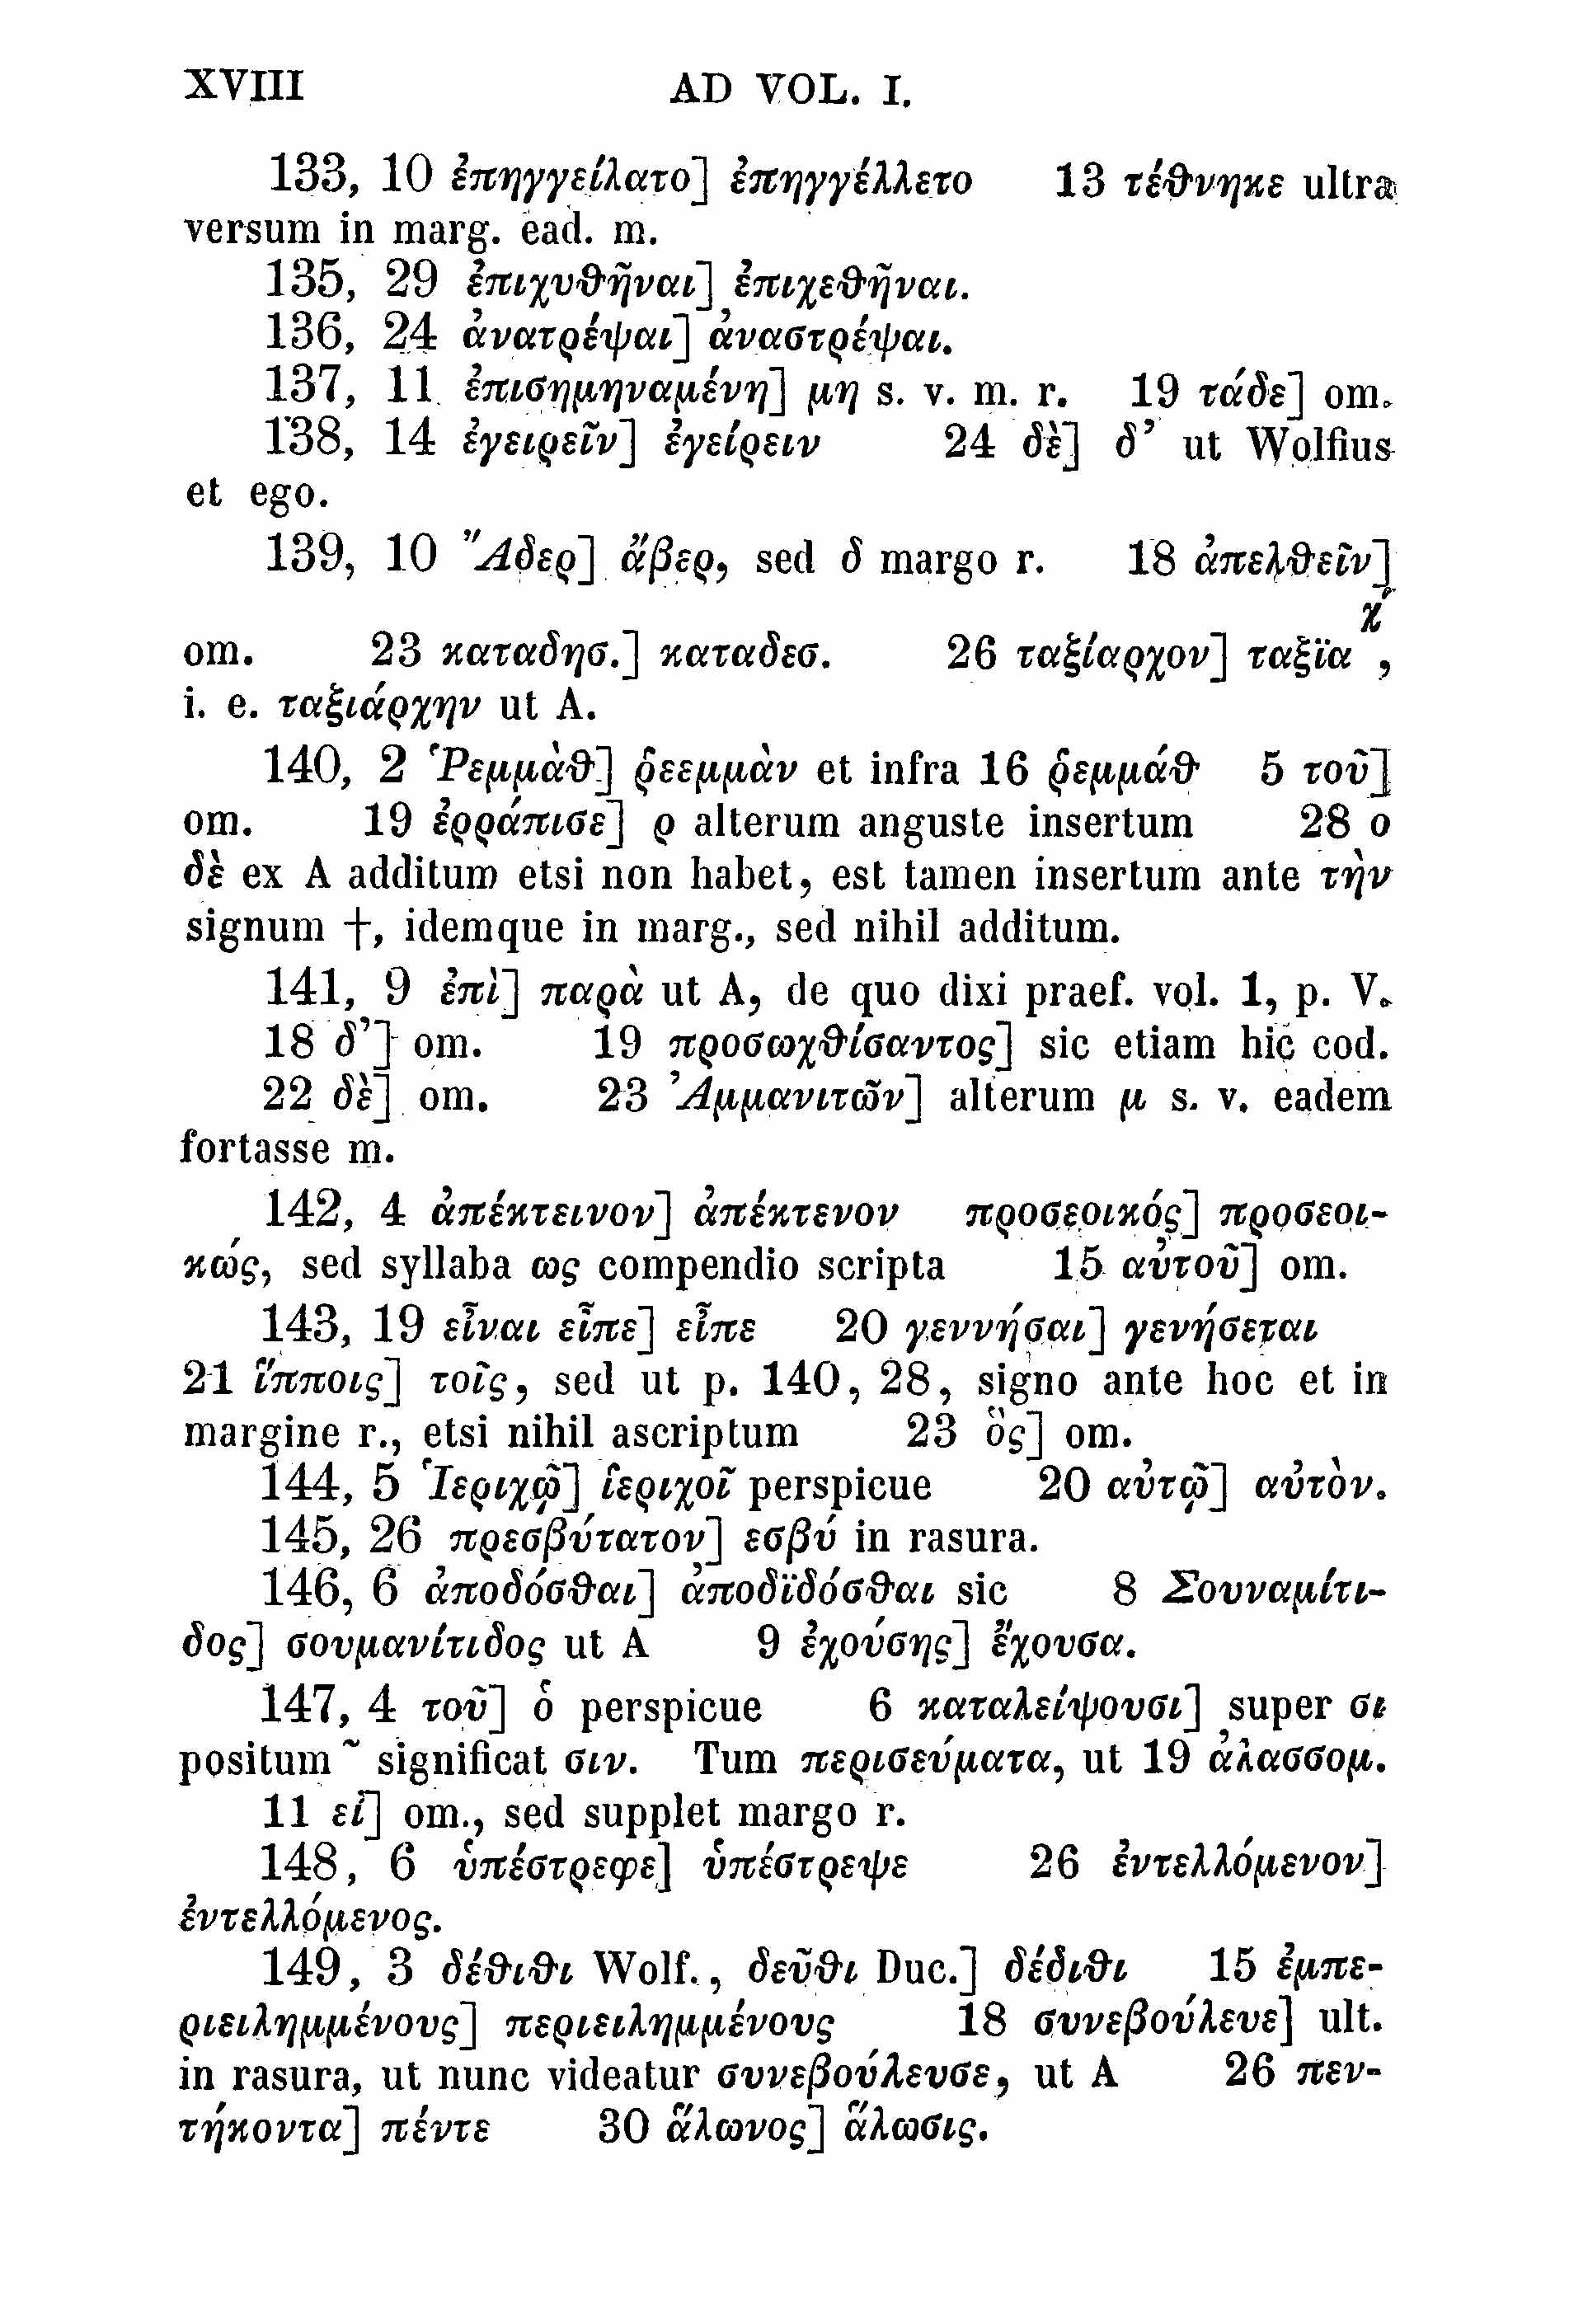 XVIII AD VOL. I.
133, 10 ἐπηγγείλατο] ἐπηγγέλλετο 13 τέθνηκε ultra
versum in marg. ead. m.
135, 29 ἐπιχυθῆναι] ἐπιχεθῆναι.
136, 24 ἀνατρέψαι] ἀναστρέψαι.
137, 11 ἐπισημηναμένη] μη s. v. m. r. 19 τάδε] om.
138, 14 ἐγειρεῖν] ἐγείρειν 24 δὲ] δ’ ut Wolfius
et ego.
139, 10 Ἄδερ] ἄβερ, sed δ margo r. 18 ἀπελθεῖν]
om. 23 καταδησ.] καταδεσ. 26 ταξίαρχον] ταξϊα χ́,
i. e. ταξιάρχην ut A.
140, 2 Ῥεμμὰθ] ῥεεμμὰν et infra 16 ῥεμμάθ 5 τοῦ]
om. 19 ἐρράπισε] ρ alterum anguste insertum 28 ο
δὲ ex A additum etsi non habet, est tamen insertum ante τὴν
signum †, idemque in marg., sed nihil additum.
141, 9 ἐπὶ] παρὰ ut A, de quo dixi praef. vol. 1, p. V.
18 δ’] om. 19 προσωχθίσαντος] sic etiam hic cod.
22 δὲ] om. 23 Ἀμμανιτῶν] alterum μ s. v. eadem
fortasse m.
142, 4 ἀπέκτεινον] ἀπέκτενον προσεοικός] προσεοι-
κώς, sed syllaba ως compendio scripta 15 αὐτοῦ] om.
143, 19 εἶναι εἶπε] εἶπε 20 γεννήσαι] γενήσεται
21 ἵπποις] τοῖς, sed ut p. 140, 28, signo ante hoc et in
margine r., etsi nihil ascriptum 23 ὃς] om.
144, 5 Ἱεριχῷ] ἱεριχοῖ perspicue 20 αὐτῷ] αὐτὸν.
145, 26 πρεσβύτατον] εσβύ in rasura.
146, 6 ἀποδόσθαι] ἀποδϊδόσθαι sic 8 Σουναμίτι-
δος] σουμανίτιδος ut A 9 ἐχούσης] ἔχουσα.
147, 4 τοῦ] ὁ perspicue 6 καταλείψουσι] super σι
positum ~ significat σιν. Tum περισεύματα, ut 19 ἀλασσομ.
11 εἰ] om., sed supplet margo r.
148, 6 ὑπέστρεφε] ὑπέστρεψε 26 ἐντελλόμενον]
ἐντελλόμενος.
149, 3 δέθιθι Wolf., δεῦθι Duc.] δέδιθι 15 ἐμπε-
ριειλημμένους] περιειλημμένους 18 συνεβούλευε] ult.
in rasura, ut nunc videatur συνεβούλευσε, ut A 26 πεν-
τήκοντα] πέντε 30 ἅλωνος] ἅλωσις.